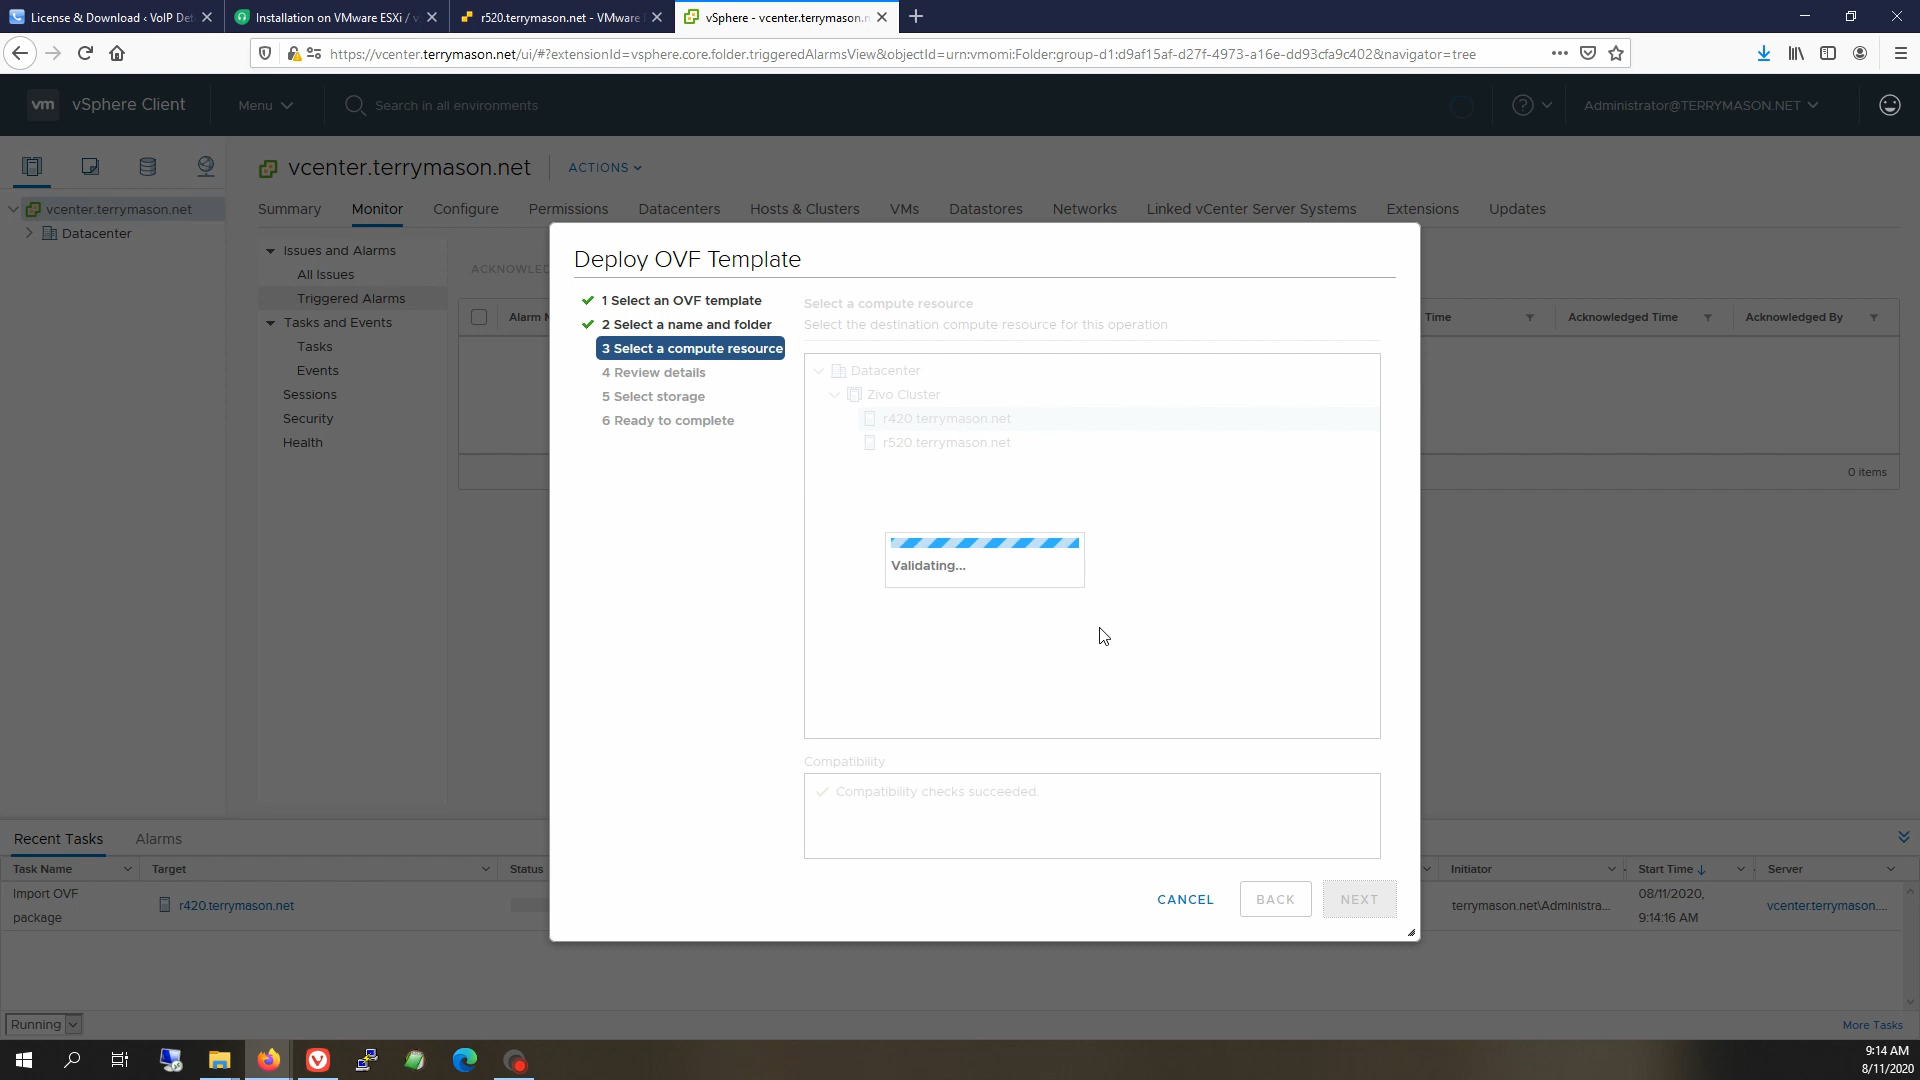 License & Download ‹ VoIP Det
Installation on VMware ESXi / v
r520.terrymason.net - VMware
vSphere - vcenter.terrymason.n
https://vcenter.terrymason.net/ui/#?extensionId=vsphere.core.folder.triggeredAlarmsView&objectId=urn:vmomi:Folder:group-d1:d9af15af-d27f-4973-a16e-dd93cfa9c402&navigator=tree
vm vSphere Client
Menu
Search in all environments
Administrator@TERRYMASON.NET
vcenter.terrymason.net
ACTIONS
vcenter.terrymason.net
Datacenter
Summary
Monitor
Configure
Permissions
Datacenters
Hosts & Clusters
VMs
Datastores
Networks
Linked vCenter Server Systems
Extensions
Updates
Issues and Alarms
All Issues
Triggered Alarms
Tasks and Events
Tasks
Events
Sessions
Security
Health
ACKNOWLED
Alarm N
Time
Acknowledged Time
Acknowledged By
0 items
Deploy OVF Template
1 Select an OVF template
2 Select a name and folder
3 Select a compute resource
4 Review details
5 Select storage
6 Ready to complete
Select a compute resource
Select the destination compute resource for this operation
Datacenter
Zivo Cluster
r420.terrymason.net
r520.terrymason.net
Validating...
Compatibility
Compatibility checks succeeded.
CANCEL
BACK
NEXT
Recent Tasks
Alarms
Task Name
Target
Status
Initiator
Start Time
Server
Import OVF
package
r420.terrymason.net
terrymason.net\Administra...
08/11/2020,
9:14:16 AM
vcenter.terrymason....
Running
More Tasks
9:14 AM
8/11/2020